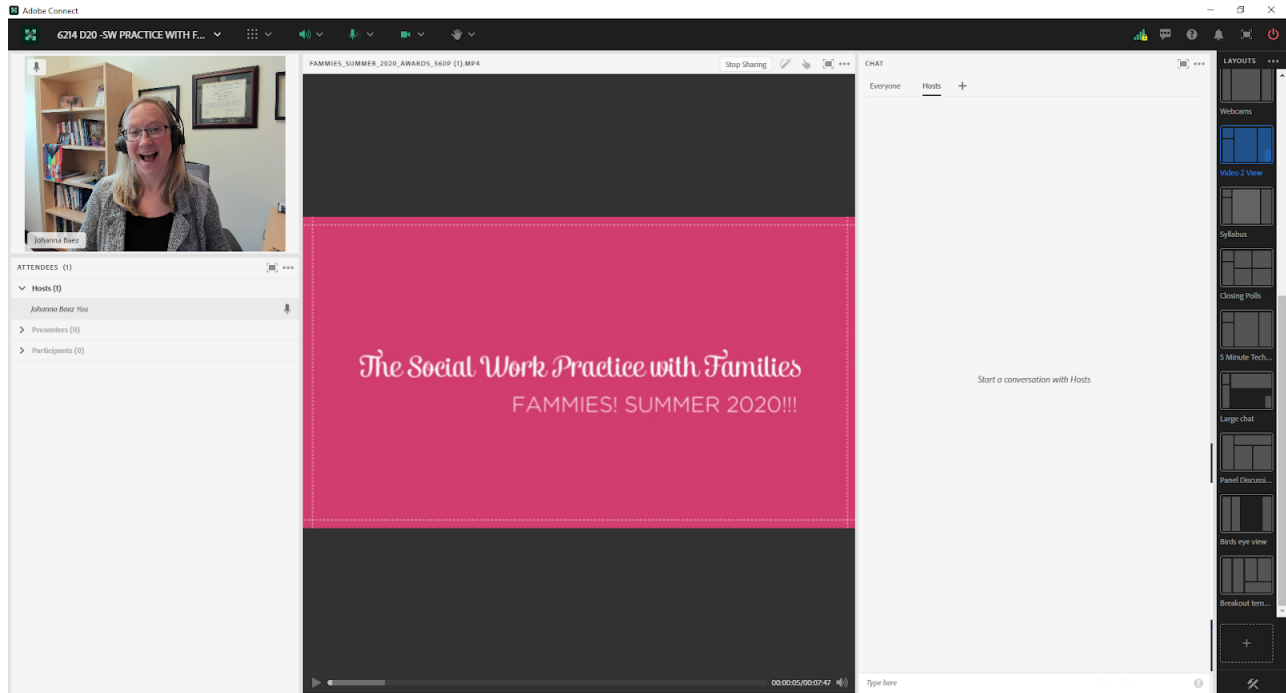 Adobe Connect
6214 D20 -SW PRACTICE WITH F...
Johanna Baez
ATTENDEES (1)
Hosts (1)
Johanna Baez You
Presenters (0)
Participants (0)
FAMMIES_SUMMER_2020_AWARDS_360P (1).MP4
Stop Sharing
The Social Work Practice with Families
FAMMIES! SUMMER 2020!!!
00:00:05/00:07:47
CHAT
Everyone
Hosts
Start a conversation with Hosts
Type here
LAYOUTS
Webcams
Video 2 View
Syllabus
Closing Polls
5 Minute Tech...
Large chat
Panel Discussi...
Birds eye view
Breakout tem...